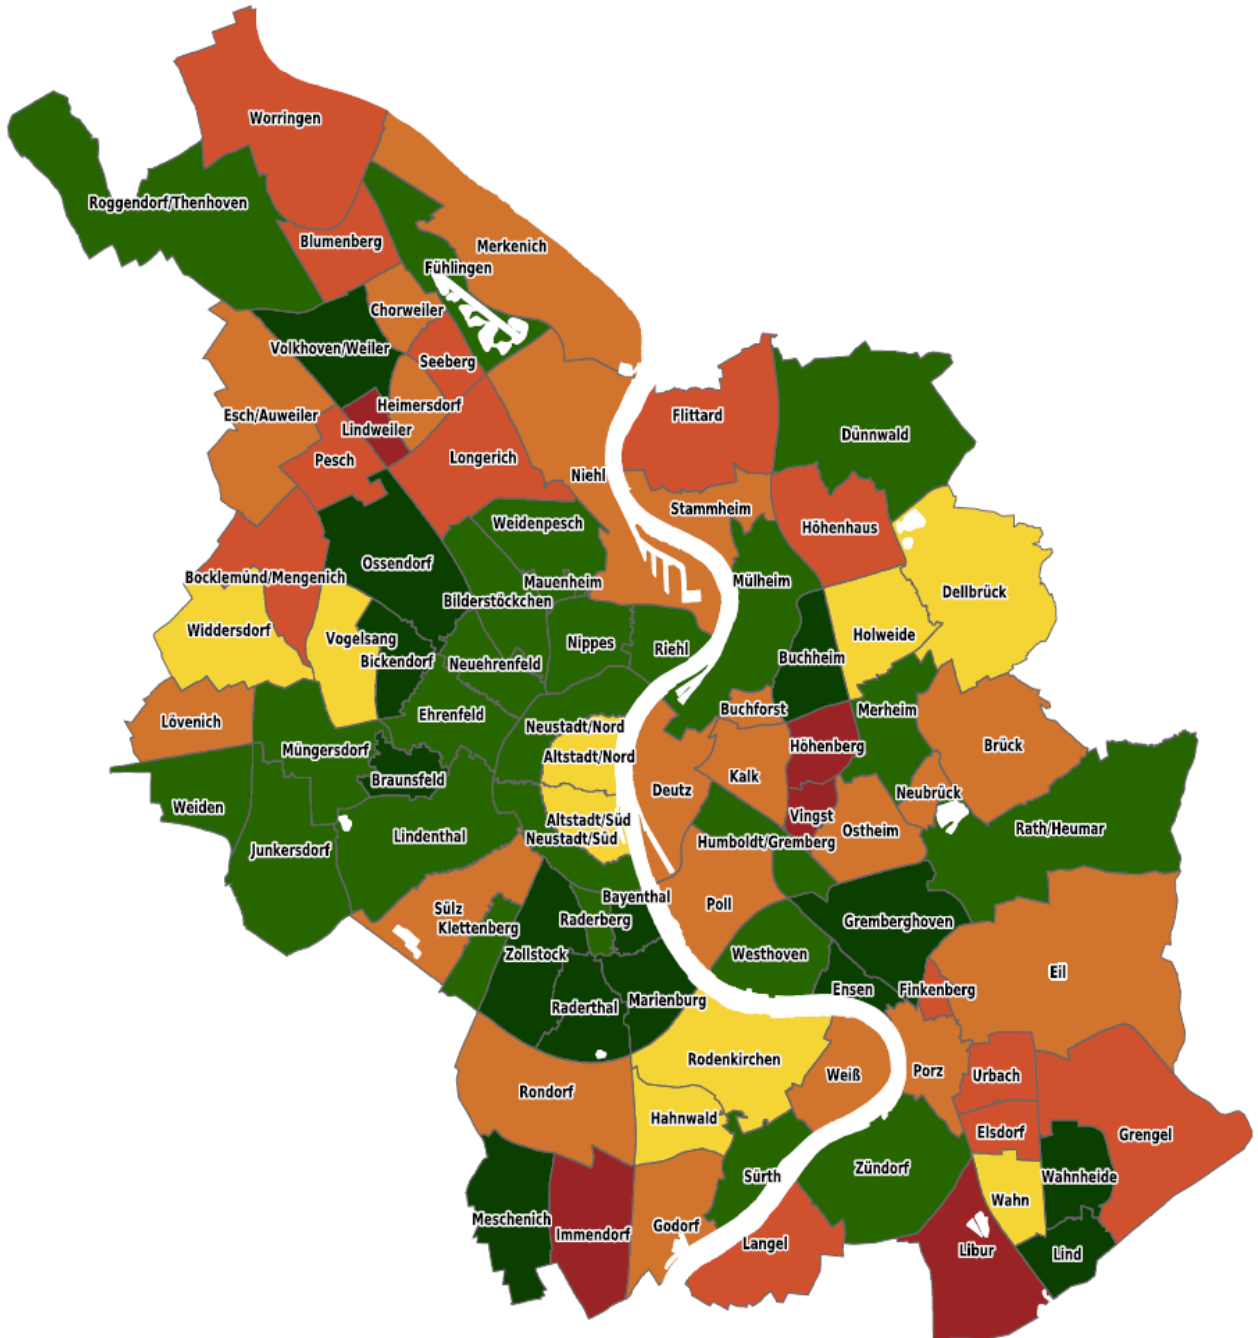 Worringen
Roggendorf/Thenhoven
Blumenberg
Merkenich
Fühlingen
Chorweiler
Volkhoven/Weiler
Seeberg
Heimersdorf
Esch/Auweiler
Flittard
Lindweiler
Dünnwald
Longerich
Pesch
Niehl
Stammheim
Weidenpesch
Höhenhaus
Ossendorf
Bocklemünd/Mengenich
Mauenheim
Mülheim
Dellbrück
Bilderstöckchen
Widdersdorf
Holweide
Vogelsang
Nippes
Riehl
Buchheim
Bickendorf
Neuehrenfeld
Buchforst
Merheim
Ehrenfeld
Lövenich
Neustadt/Nord
Müngersdorf
Höhenberg
Brück
Altstadt/Nord
Kalk
Braunsfeld
Deutz
Neubrück
Weiden
Vingst
Altstadt/Süd
Ostheim
Rath/Heumar
Lindenthal
Neustadt/Süd
Humboldt/Gremberg
Junkersdorf
Bayenthal
Poll
Sülz
Raderberg
Gremberghoven
Klettenberg
Zollstock
Westhoven
Eil
Ensen
Finkenberg
Marienburg
Raderthal
Rodenkirchen
Porz
Weiß
Urbach
Rondorf
Hahnwald
Elsdorf
Grengel
Zündorf
Sürth
Wahnheide
Wahn
Meschenich
Godorf
Immendorf
Langel
Libur
Lind